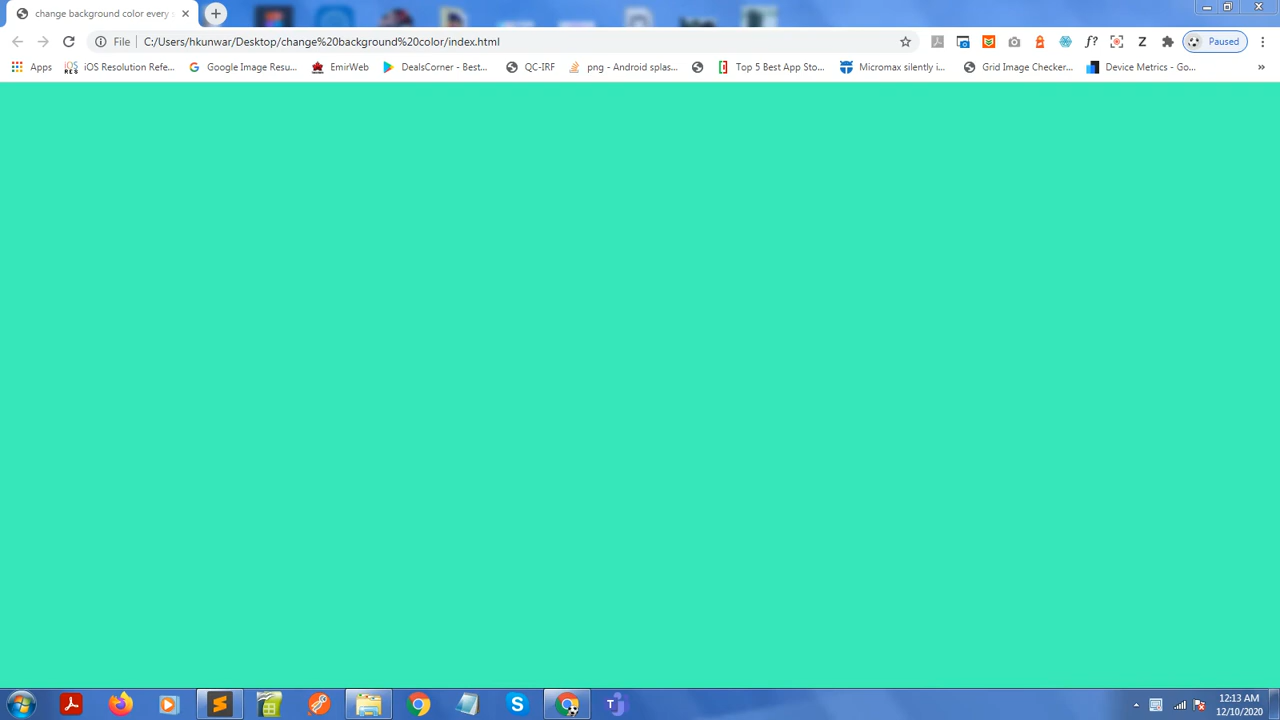 change background color every s
File C:/Users/hkunwar/Desktop/change%20background%20color/index.html
Paused
Apps iOS Resolution Refe... Google Image Resu... EmirWeb DealsCorner - Best... QC-IRF png - Android splas... Top 5 Best App Sto... Micromax silently i... Grid Image Checker... Device Metrics - Go... »
12:13 AM
12/10/2020